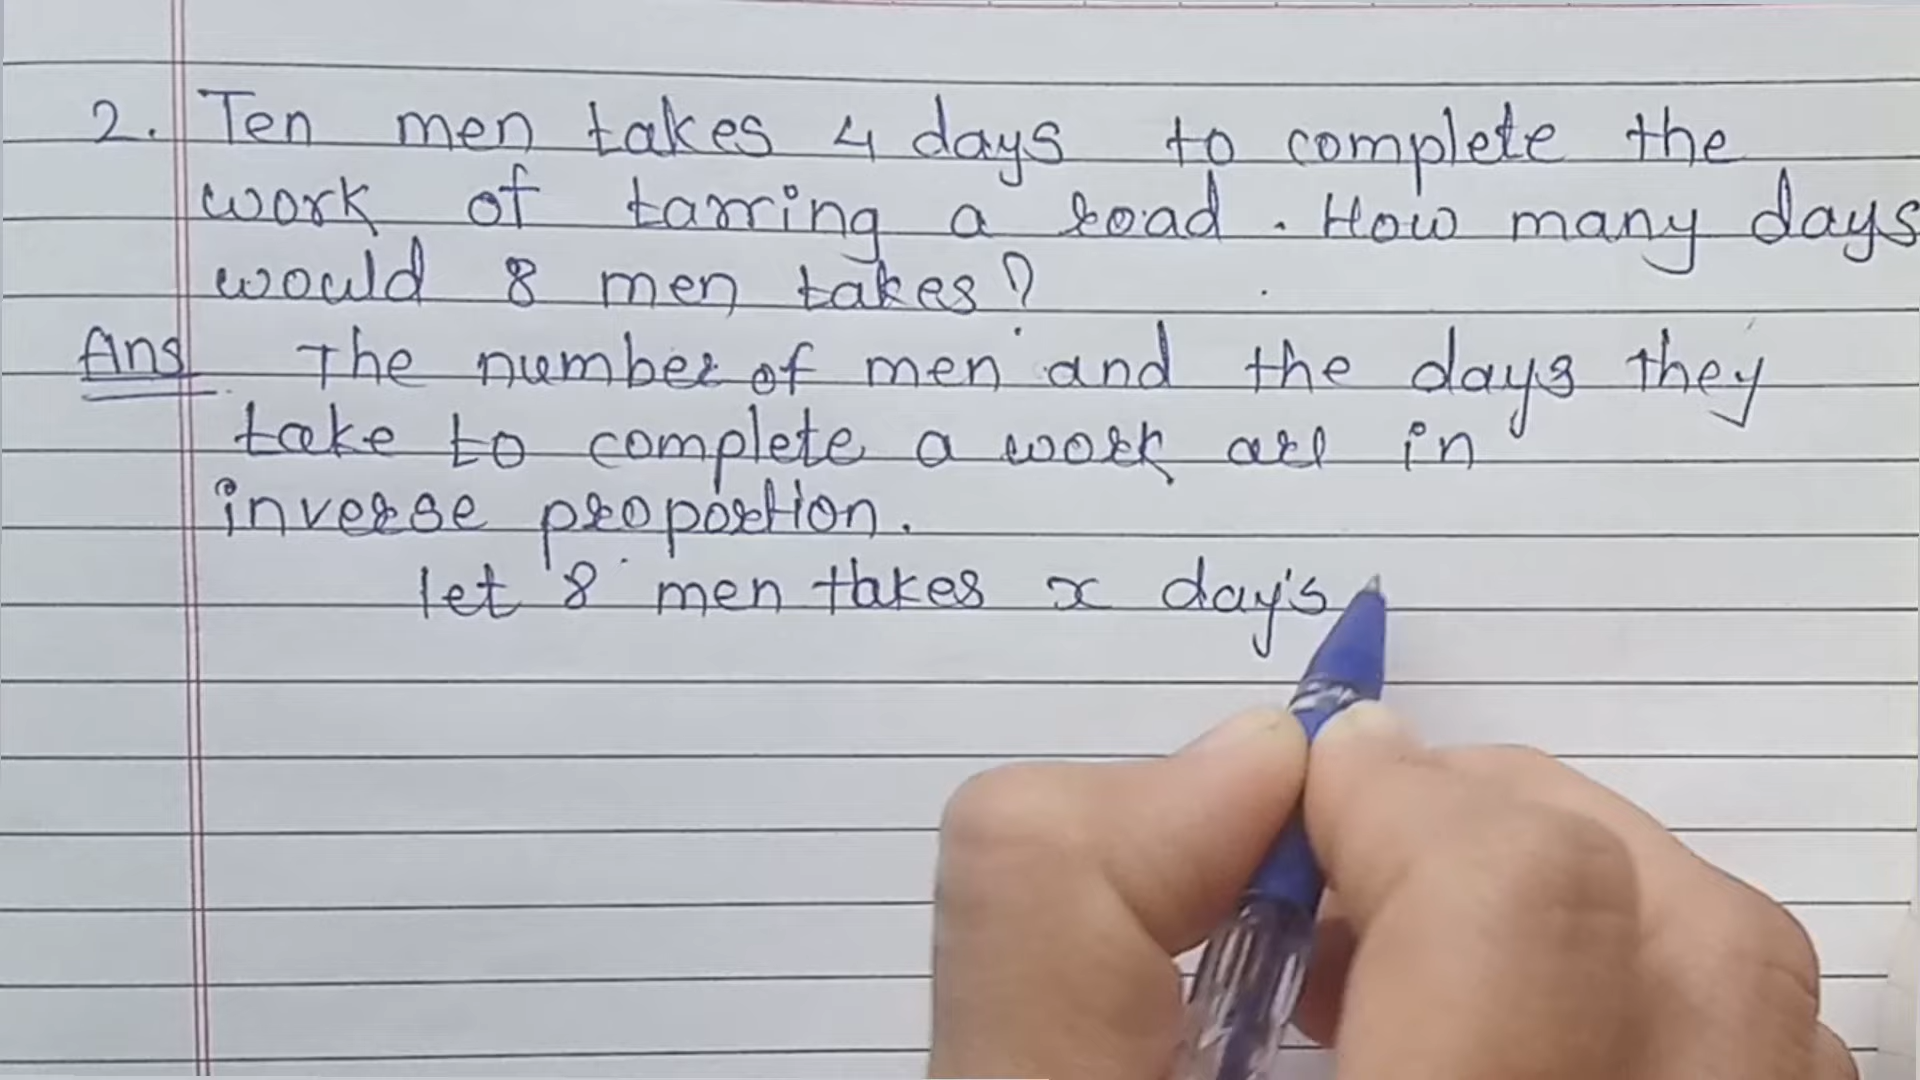 2. Ten men takes 4 days to complete the
work of tarring a road. How many days
would 8 men takes?
Ans The number of men and the days they
take to complete a work are in
inverse proportion.
let 8 men takes x day's